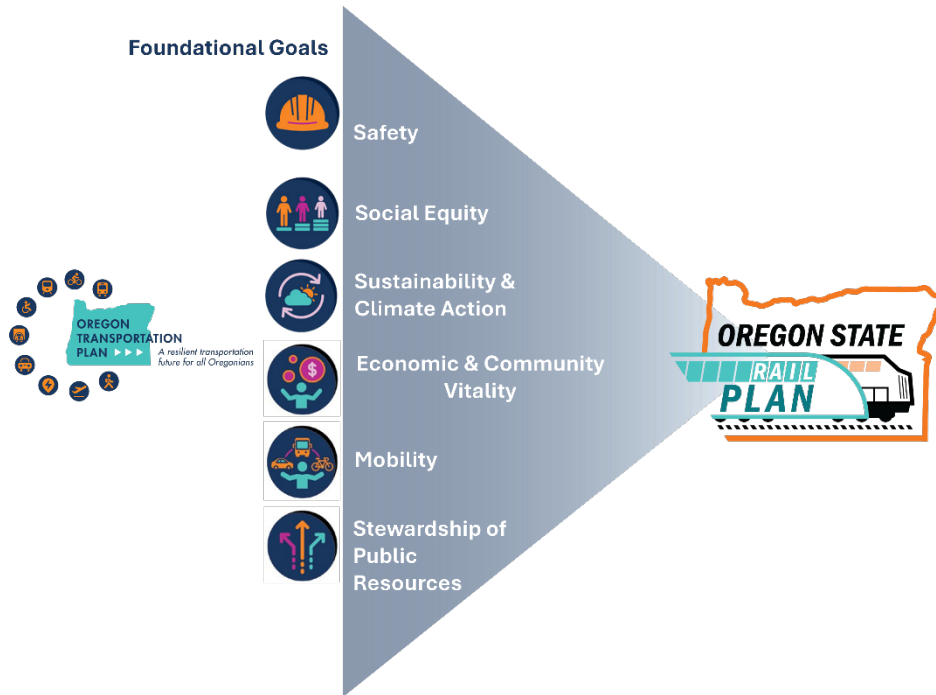 Foundational Goals
Safety
Social Equity
Sustainability &
Climate Action
Economic & Community
Vitality
Mobility
Stewardship of
Public
Resources
$
OREGON
TRANSPORTATION
PLAN
A resilient transportation
future for all Oregonians
OREGON STATE
RAIL
PLAN